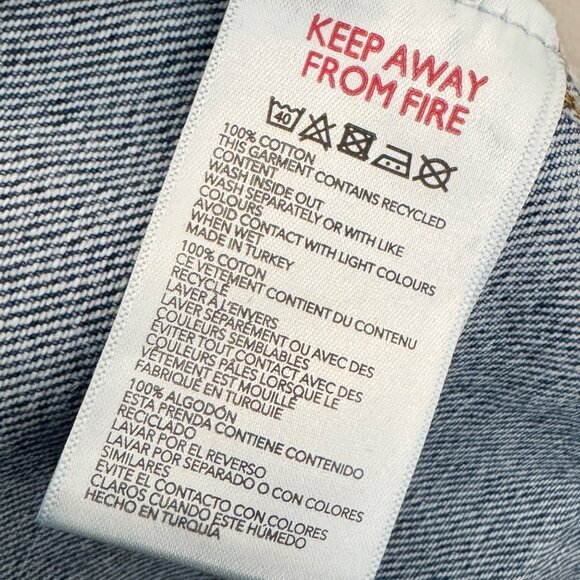 KEEP AWAY
FROM FIRE
40
100% COTTON
THIS GARMENT CONTAINS RECYCLED
CONTENT
WASH INSIDE OUT
WASH SEPARATELY OR WITH LIKE
COLOURS
AVOID CONTACT WITH LIGHT COLOURS
WHEN WET
MADE IN TURKEY
100% COTON
CE VETEMENT CONTIENT DU CONTENU
RECYCLÉ
LAVER À L'ENVERS
LAVER SÉPARÉMENT OU AVEC DES
COULEURS SEMBLABLES
EVITER TOUT CONTACT AVEC DES
COULEURS PALES LORSQUE LE
VÊTEMENT EST MOUILLÉ
FABRIQUÉ EN TURQUIE
100% ALGODÓN
ESTA PRENDA CONTIENE CONTENIDO
RECICLADO
LAVAR POR EL REVERSO
LAVAR POR SEPARADO O CON COLORES
SIMILARES
EVITE EL CONTACTO CON COLORES
CLAROS CUANDO ESTÉ HÚMEDO
HECHO EN TURQUÍA